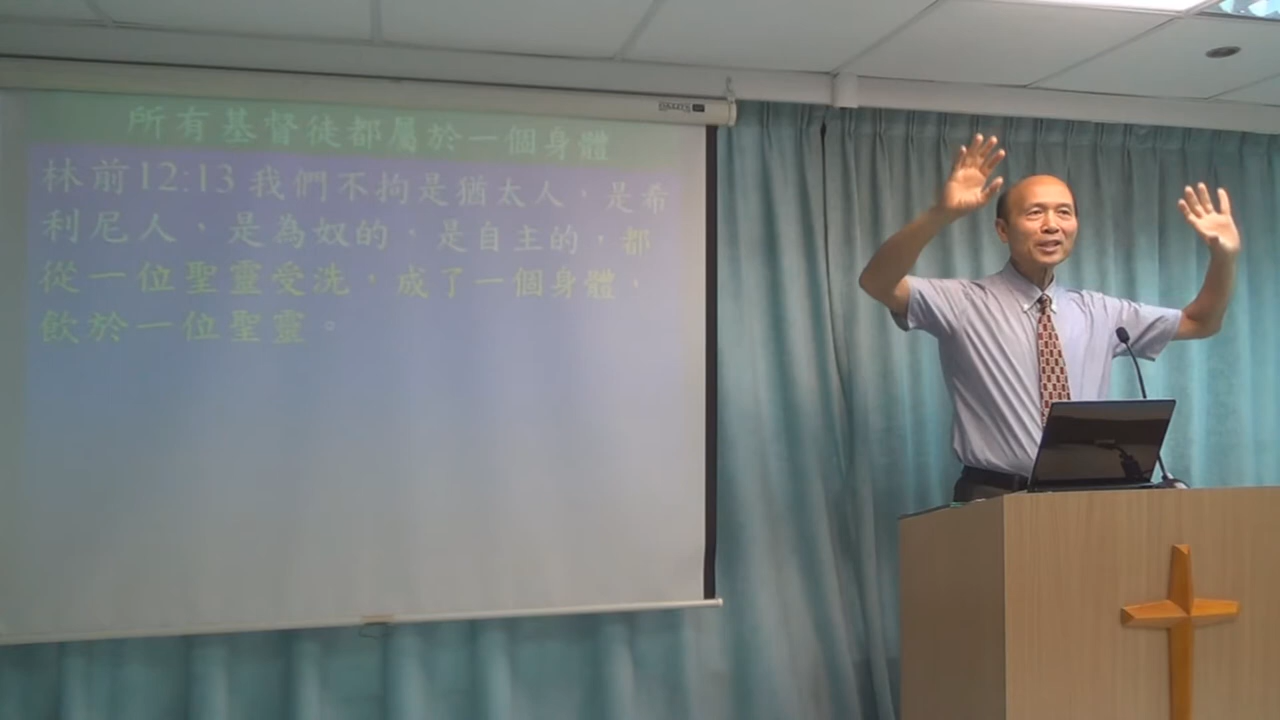 所有基督徒都屬於一個身體
林前12:13 我們不拘是猶太人，是希
利尼人，是為奴的，是自主的，都
從一位聖靈受洗，成了一個身體，
飲於一位聖靈。